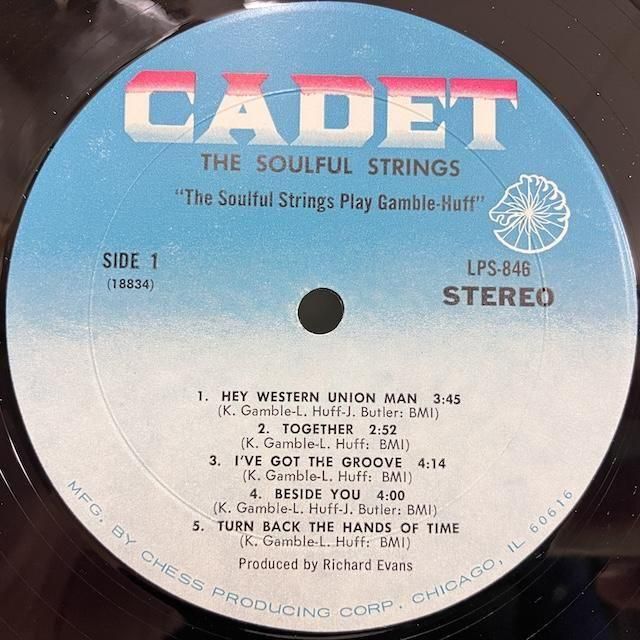 CADET
THE SOULFUL STRINGS
"The Soulful Strings Play Gamble-Huff"
SIDE 1
(18834)
LPS-846
STEREO
1. HEY WESTERN UNION MAN 3:45
(K. Gamble-L. Huff-J. Butler: BMI)
2. TOGETHER 2:52
(K. Gamble-L. Huff: BMI)
3. I'VE GOT THE GROOVE 4:14
(K. Gamble-L. Huff: BMI)
4. BESIDE YOU 4:00
(K. Gamble-L. Huff-J. Butler: BMI)
5. TURN BACK THE HANDS OF TIME
(K. Gamble-L. Huff: BMI)
Produced by Richard Evans
MFG. BY CHESS PRODUCING CORP. CHICAGO, IL 60616